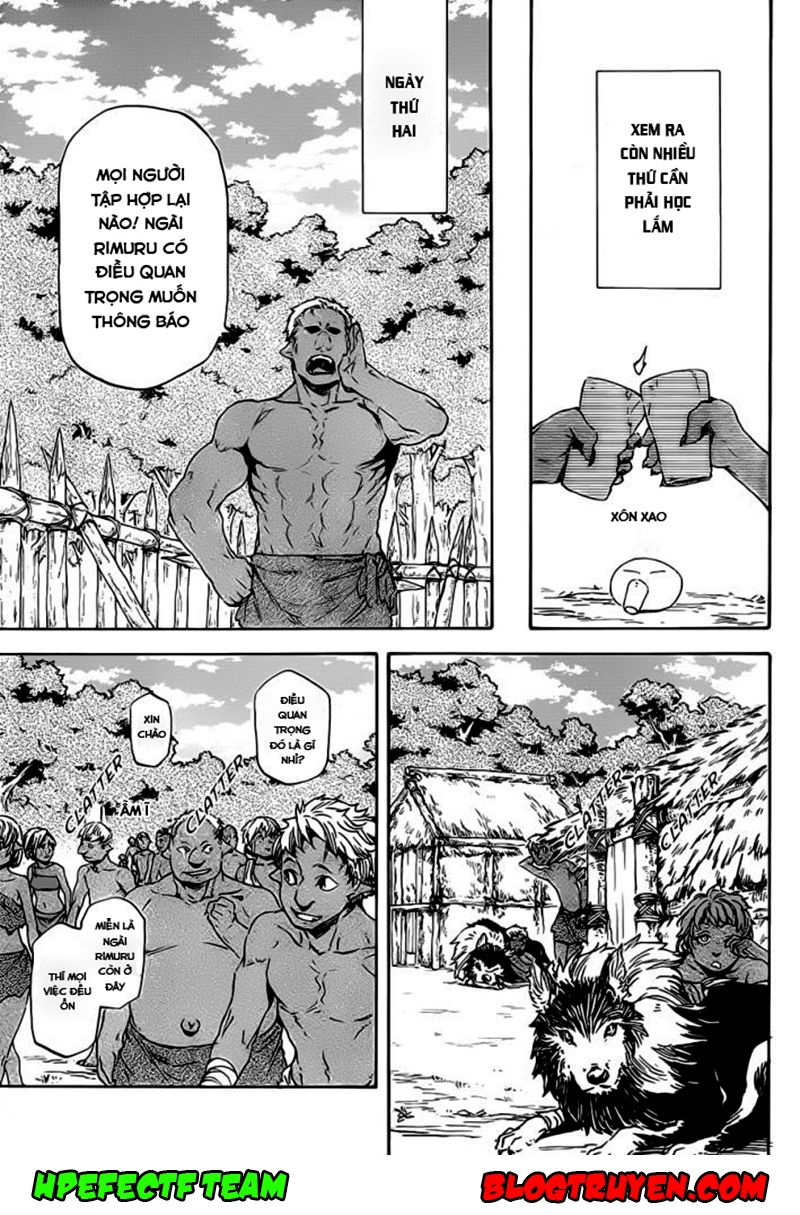 XEM RA
CÒN NHIỀU
THỨ CẦN
PHẢI HỌC
LẮM
XÔN XAO
NGÀY
THỨ
HAI
MỌI NGƯỜI
TẬP HỢP LẠI
NÀO! NGÀI
RIMURU CÓ
ĐIỀU QUAN
TRỌNG MUỐN
THÔNG BÁO
CLATTER
CLATTER
ĐIỀU
QUAN
TRỌNG
ĐÓ LÀ GÌ
NHỈ?
XIN
CHÀO
CLATTER
CLATTER
ẦM Ĩ
MIỄN LÀ
NGÀI
RIMURU
CÒN Ở
ĐÂY
THÌ MỌI
VIỆC ĐỀU
ỔN
HPEFECTF TEAM
BLOGTRUYEN.COM